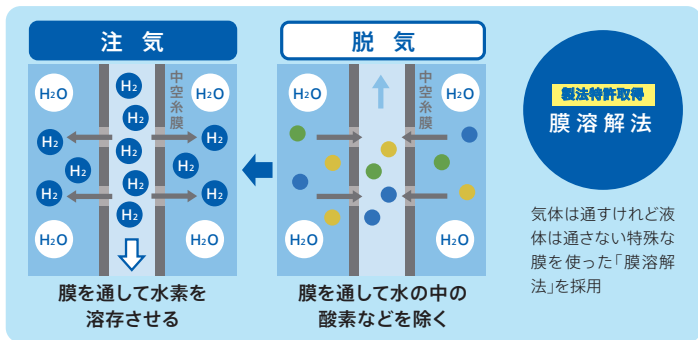 注気
H₂O
H₂
H₂
H₂
H₂
H₂
中空糸膜
H₂O
H₂
H₂
H₂
H₂
H₂
H₂
H₂O
H₂O
膜を通して水素を
溶存させる
脱気
H₂O
中空糸膜
H₂O
H₂O
H₂O
膜を通して水の中の
酸素などを除く
製法特許取得
膜溶解法
気体は通すけれど液
体は通さない特殊な
膜を使った「膜溶解
法」を採用